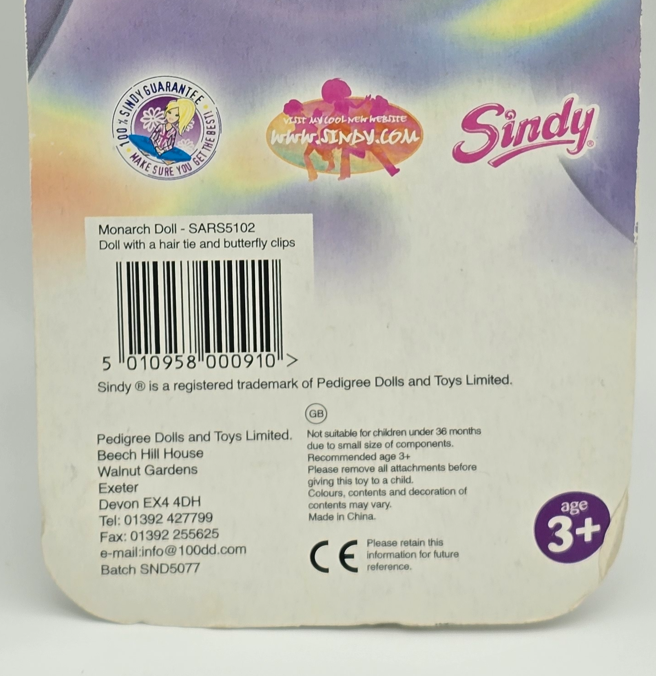 100% SINDY GUARANTEE
MAKE SURE YOU GET THE BEST!
VISIT MY COOL NEW WEBSITE
WWW.SINDY.COM
Sindy®
Monarch Doll - SARS5102
Doll with a hair tie and butterfly clips
5 010958 000910 >
Sindy ® is a registered trademark of Pedigree Dolls and Toys Limited.
Pedigree Dolls and Toys Limited.
Beech Hill House
Walnut Gardens
Exeter
Devon EX4 4DH
Tel: 01392 427799
Fax: 01392 255625
e-mail:info@100dd.com
Batch SND5077
GB
Not suitable for children under 36 months
due to small size of components.
Recommended age 3+
Please remove all attachments before
giving this toy to a child.
Colours, contents and decoration of
contents may vary.
Made in China.
CE
Please retain this
information for future
reference.
age
3+